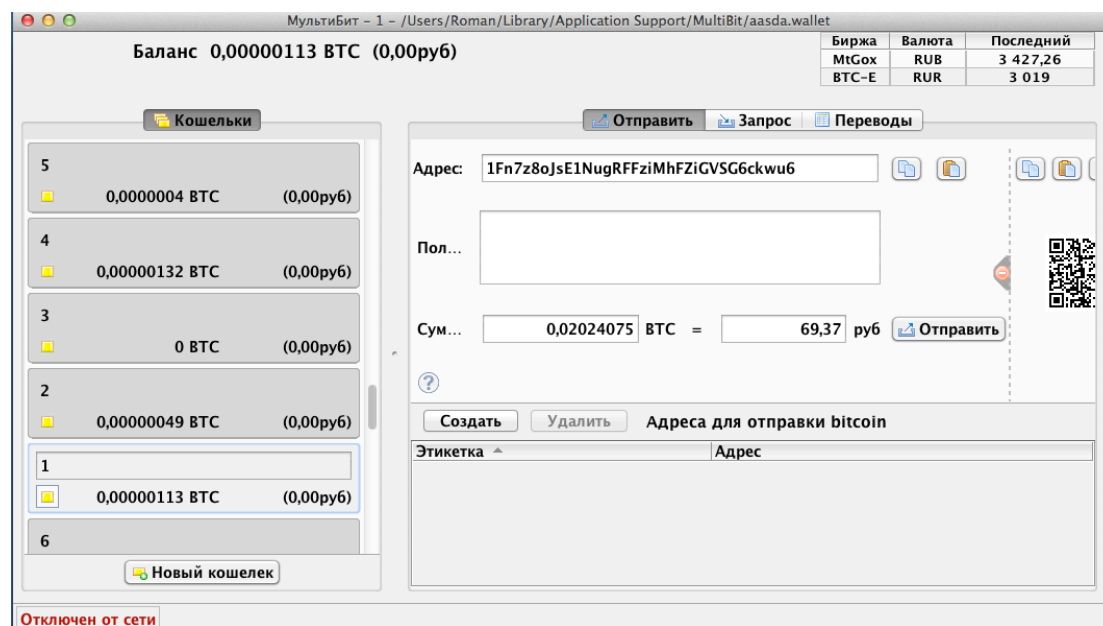 МультиБит – 1 – /Users/Roman/Library/Application Support/MultiBit/aasda.wallet
Баланс 0,00000113 BTC (0,00руб)
Биржа Валюта Последний
MtGox RUB 3 427,26
BTC-E RUR 3 019
Кошельки
5
0,0000004 BTC (0,00руб)
4
0,00000132 BTC (0,00руб)
3
0 BTC (0,00руб)
2
0,00000049 BTC (0,00руб)
1
0,00000113 BTC (0,00руб)
6
Новый кошелек
Отправить Запрос Переводы
Адрес: 1Fn7z8oJsE1NugRFFziMhFZiGVSG6ckwu6
Пол...
Сум... 0,02024075 BTC = 69,37 руб Отправить
?
Создать Удалить Адреса для отправки bitcoin
Этикетка Адрес
Отключен от сети